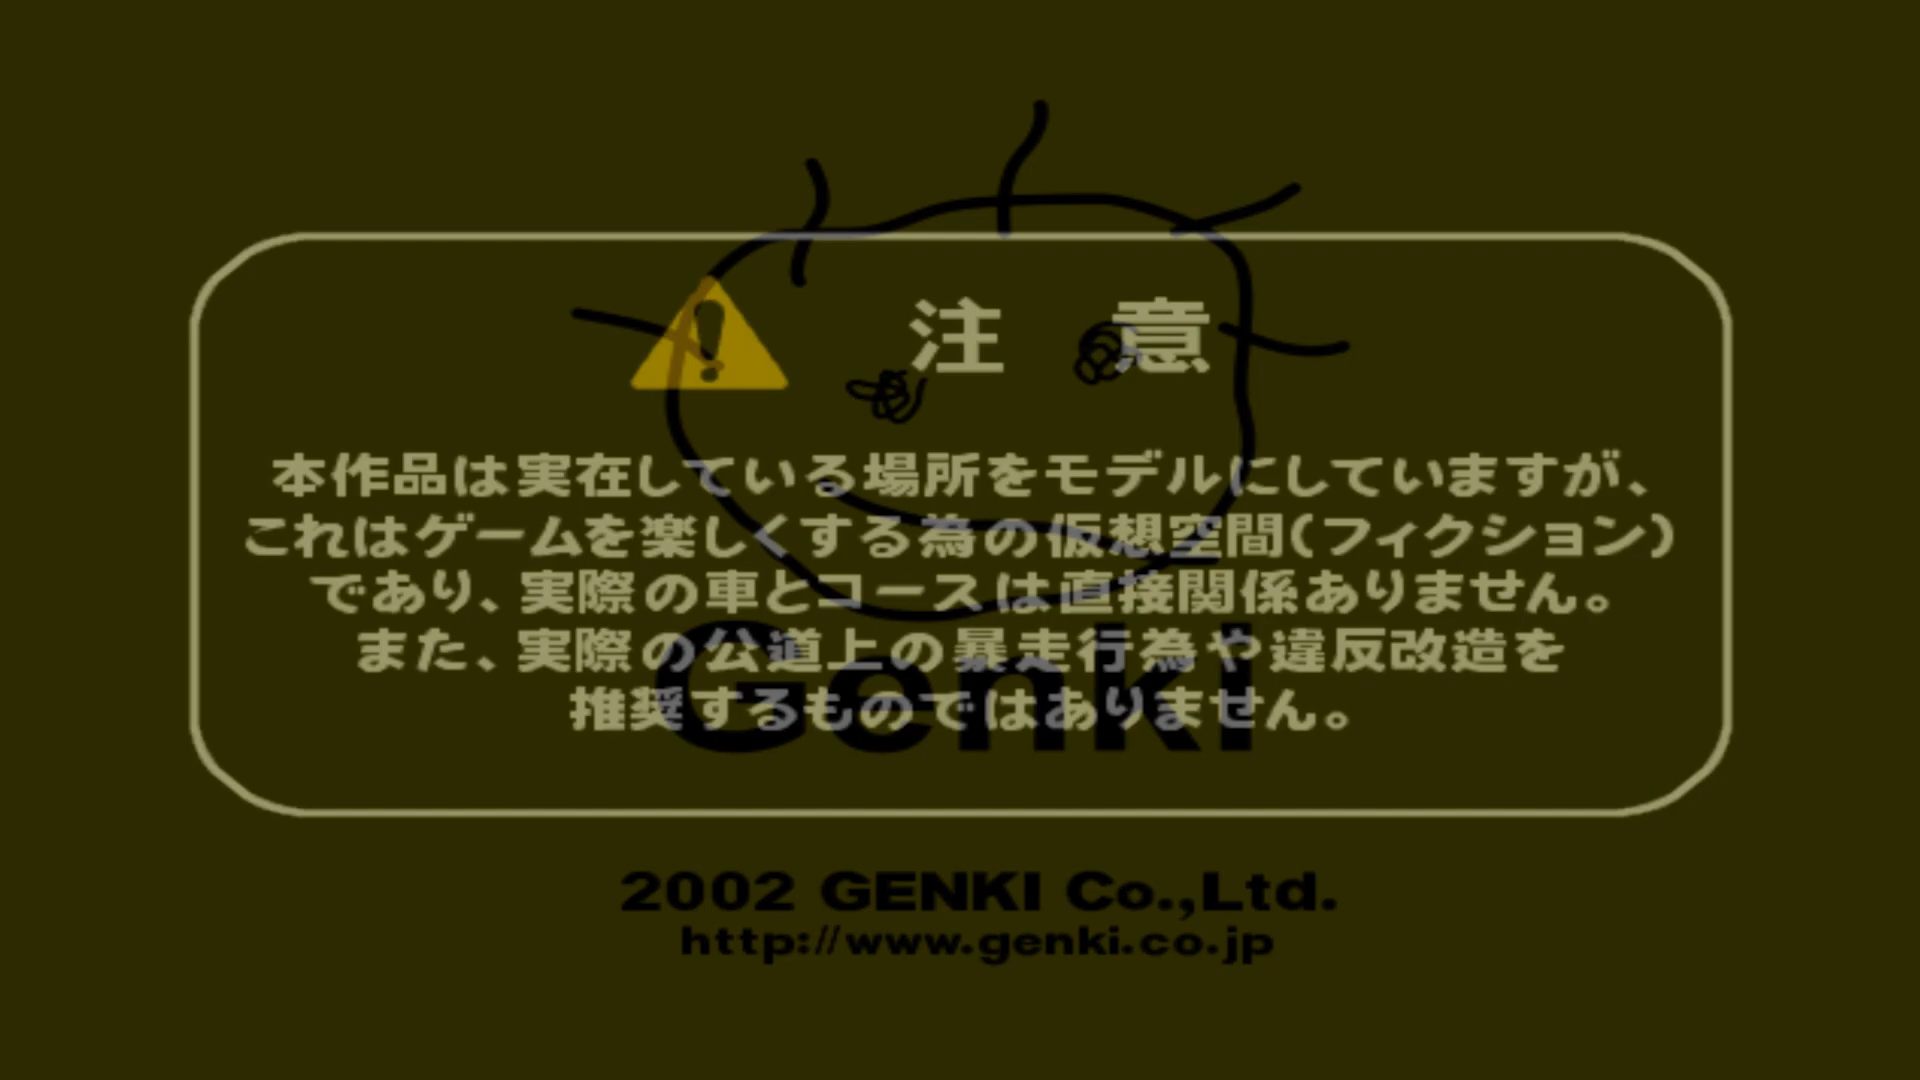 注 意
本作品は実在している場所をモデルにしていますが、
これはゲームを楽しくする為の仮想空間(フィクション)
であり、実際の車とコースは直接関係ありません。
また、実際の公道上の暴走行為や違反改造を
推奨するものではありません。
Genki
2002 GENKI Co.,Ltd.
http://www.genki.co.jp